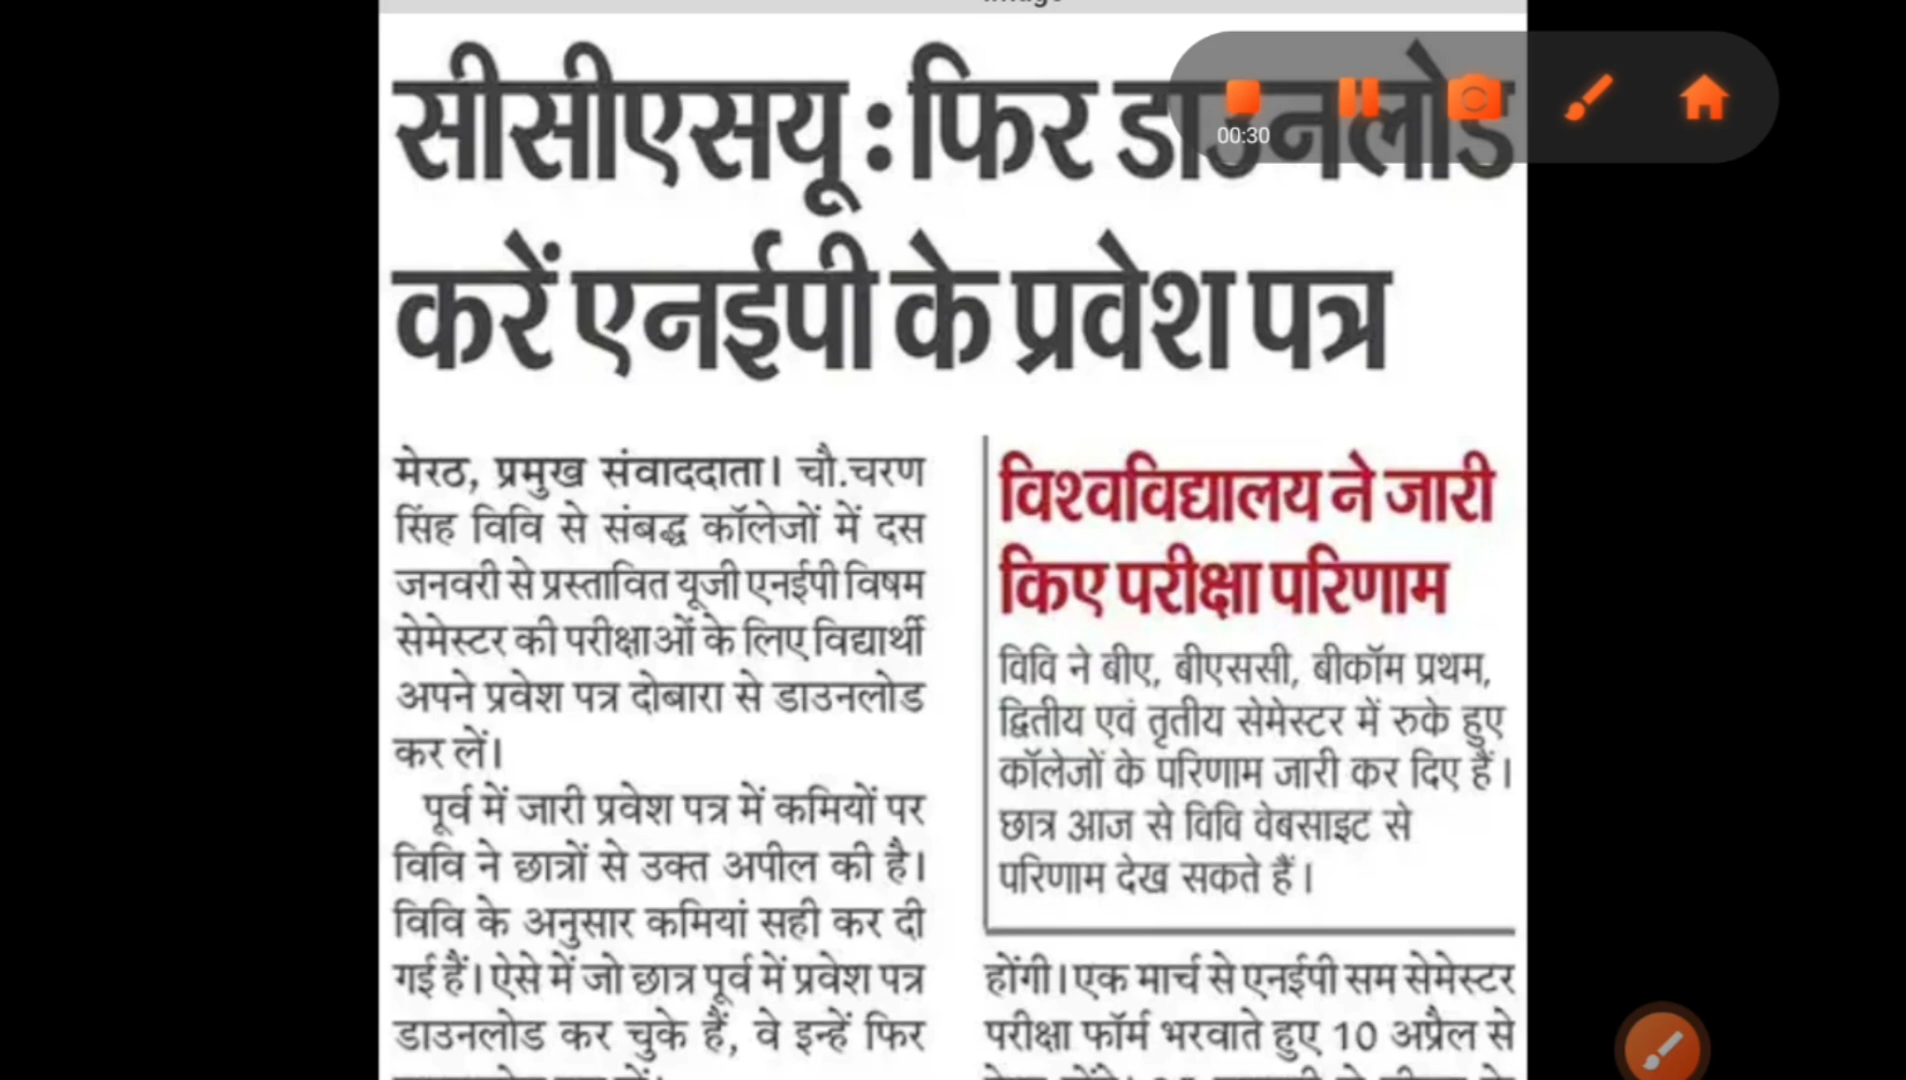 सीसीएसयू : फिर डाउनलोड
करें एनईपी के प्रवेश पत्र
00:30
मेरठ, प्रमुख संवाददाता। चौ.चरण
सिंह विवि से संबद्ध कॉलेजों में दस
जनवरी से प्रस्तावित यूजी एनईपी विषम
सेमेस्टर की परीक्षाओं के लिए विद्यार्थी
अपने प्रवेश पत्र दोबारा से डाउनलोड
कर लें।
पूर्व में जारी प्रवेश पत्र में कमियों पर
विवि ने छात्रों से उक्त अपील की है।
विवि के अनुसार कमियां सही कर दी
गई हैं। ऐसे में जो छात्र पूर्व में प्रवेश पत्र
डाउनलोड कर चुके हैं, वे इन्हें फिर
विश्वविद्यालय ने जारी
किए परीक्षा परिणाम
विवि ने बीए, बीएससी, बीकॉम प्रथम,
द्वितीय एवं तृतीय सेमेस्टर में रुके हुए
कॉलेजों के परिणाम जारी कर दिए हैं।
छात्र आज से विवि वेबसाइट से
परिणाम देख सकते हैं।
होंगी। एक मार्च से एनईपी सम सेमेस्टर
परीक्षा फॉर्म भरवाते हुए 10 अप्रैल से